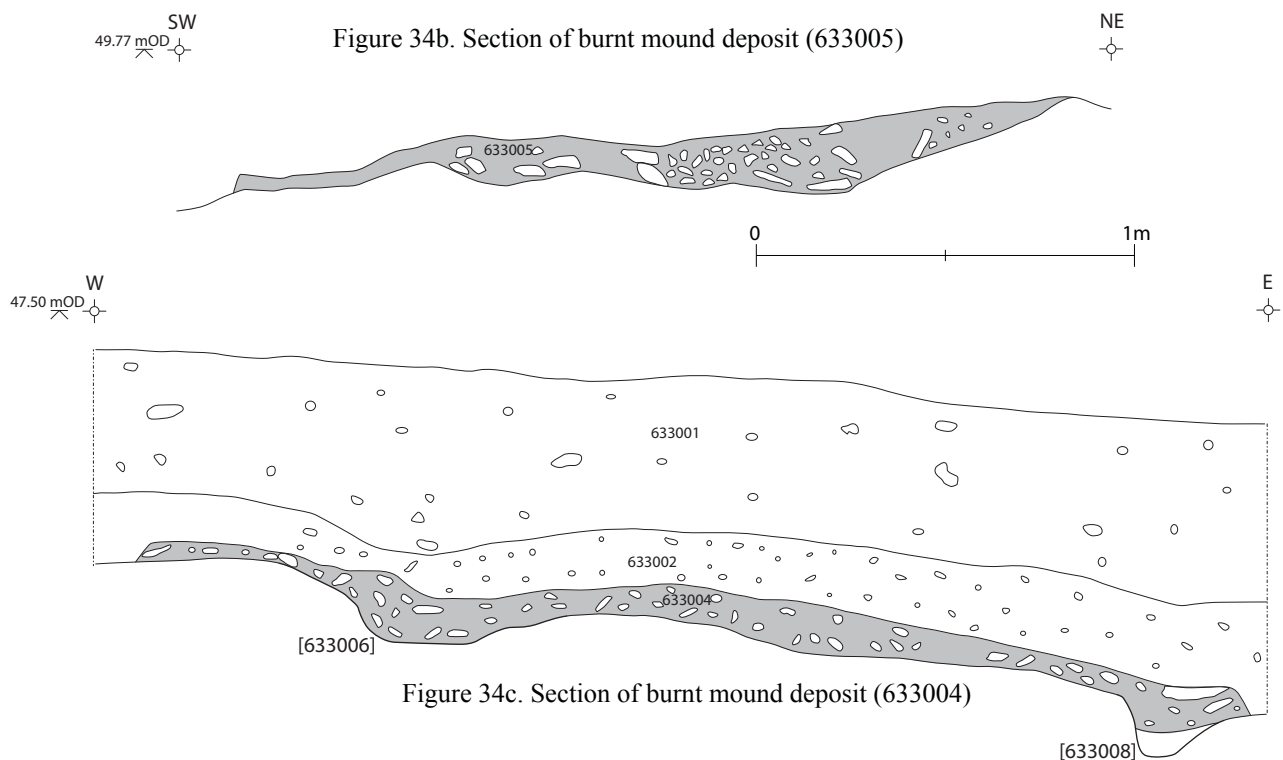 SW
NE
49.77 mOD
Figure 34b. Section of burnt mound deposit (633005)
633005
0
1m
W
E
47.50 mOD
633001
633002
633004
[633006]
Figure 34c. Section of burnt mound deposit (633004)
[633008]